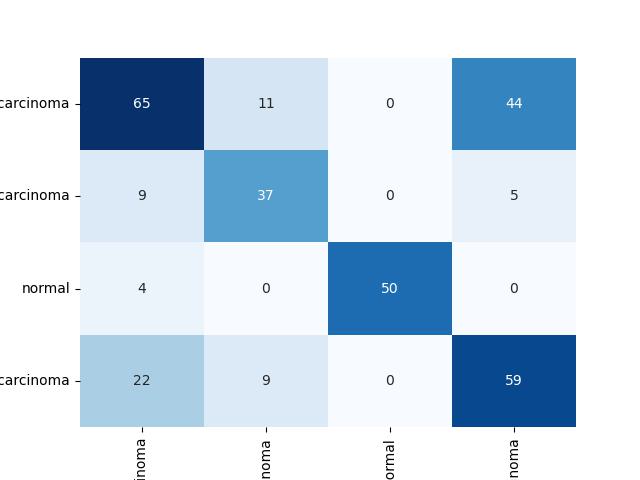 carcinoma 65 11 0 44
carcinoma 9 37 0 5
normal 4 0 50 0
carcinoma 22 9 0 59
inoma noma ormal noma